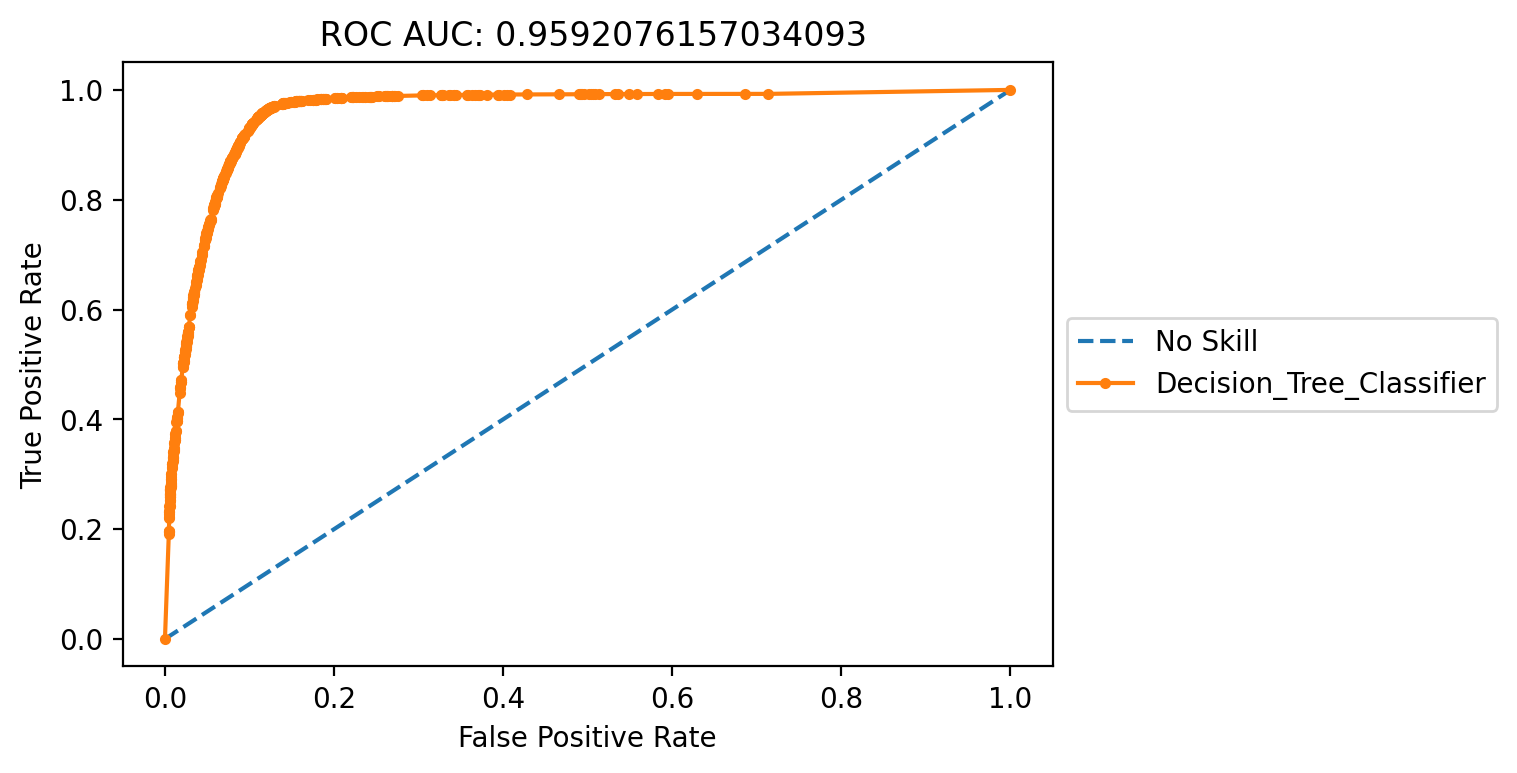 ROC AUC: 0.9592076157034093
1.0
0.8
0.6
0.4
0.2
0.0
True Positive Rate
0.0 0.2 0.4 0.6 0.8 1.0
False Positive Rate
No Skill
Decision_Tree_Classifier